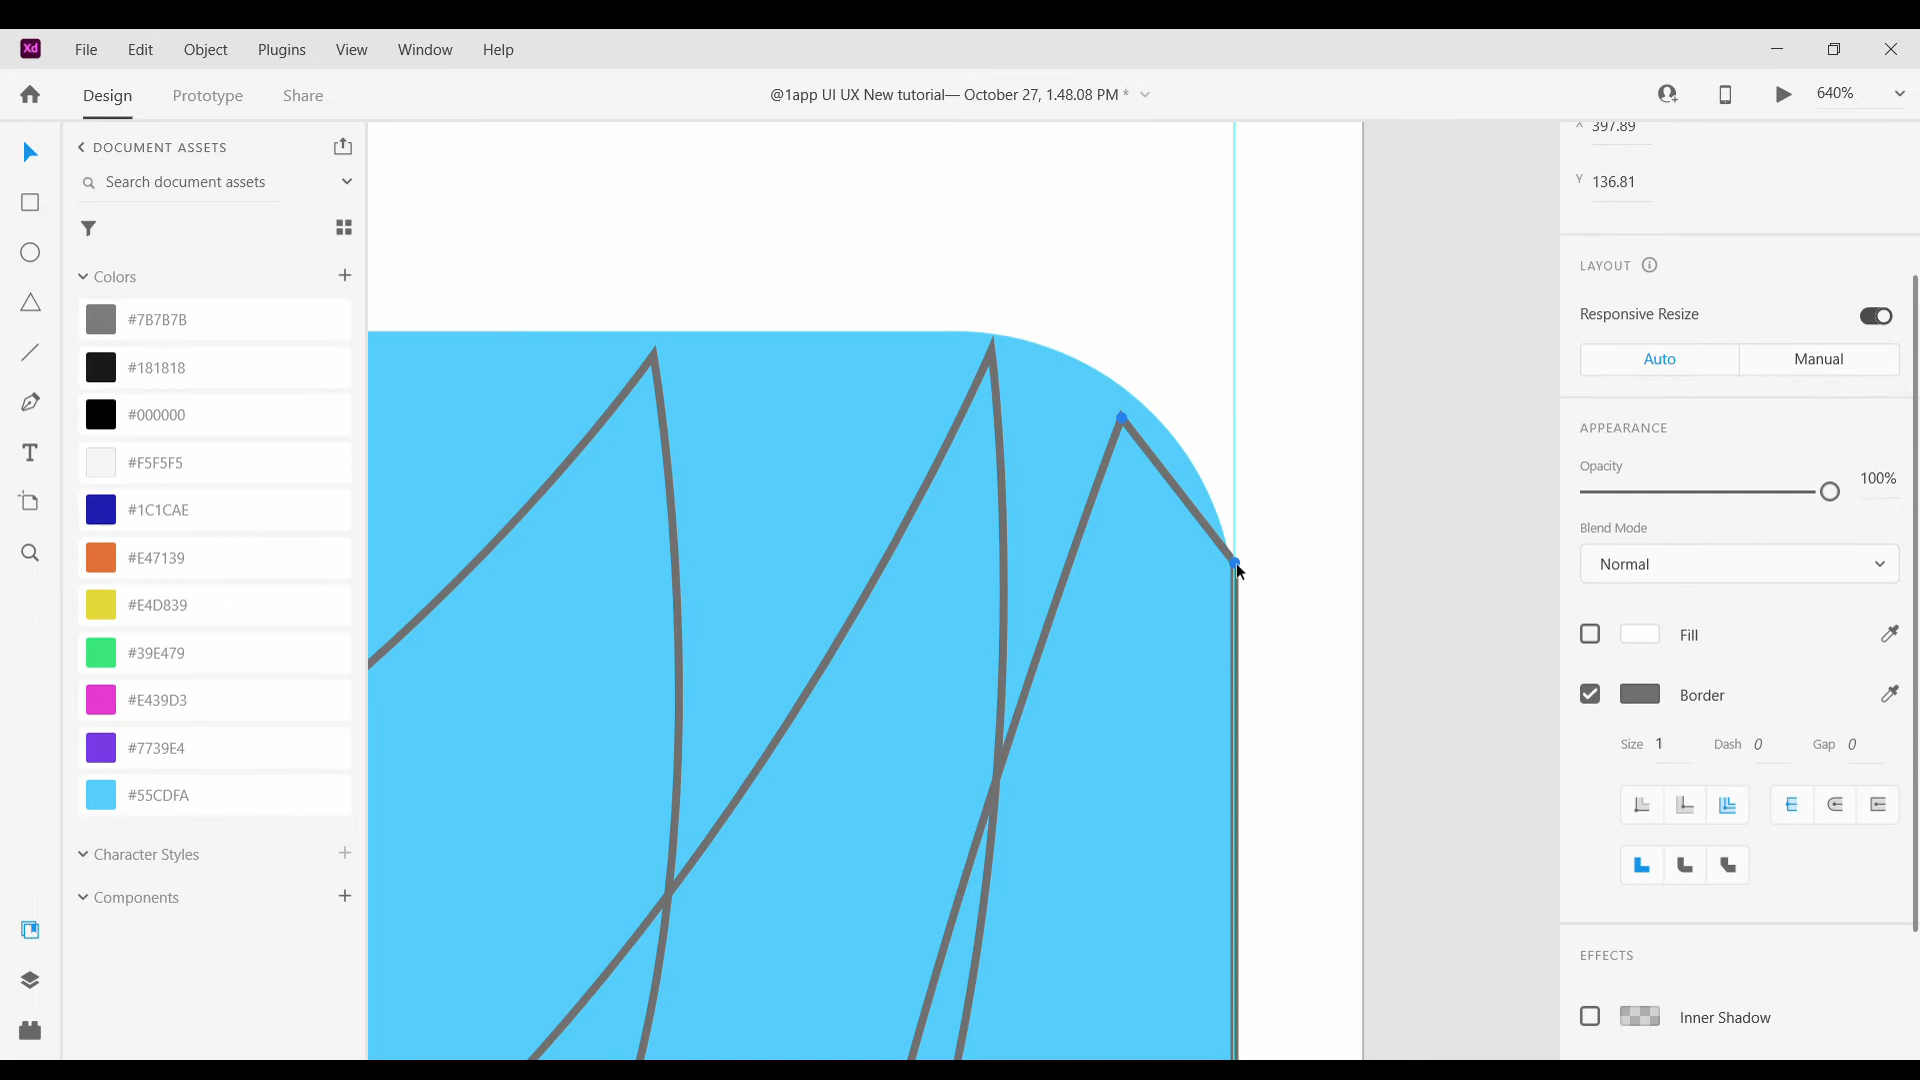 Xd File Edit Object Plugins View Window Help
Design Prototype Share @1app UI UX New tutorial— October 27, 1.48.08 PM * 640%
DOCUMENT ASSETS
Search document assets
Colors
#7B7B7B
#181818
#000000
#F5F5F5
#1C1CAE
#E47139
#E4D839
#39E479
#E439D3
#7739E4
#55CDFA
Character Styles
Components
X 397.89
Y 136.81
LAYOUT
Responsive Resize
Auto Manual
APPEARANCE
Opacity
100%
Blend Mode
Normal
Fill
Border
Size 1 Dash 0 Gap 0
EFFECTS
Inner Shadow